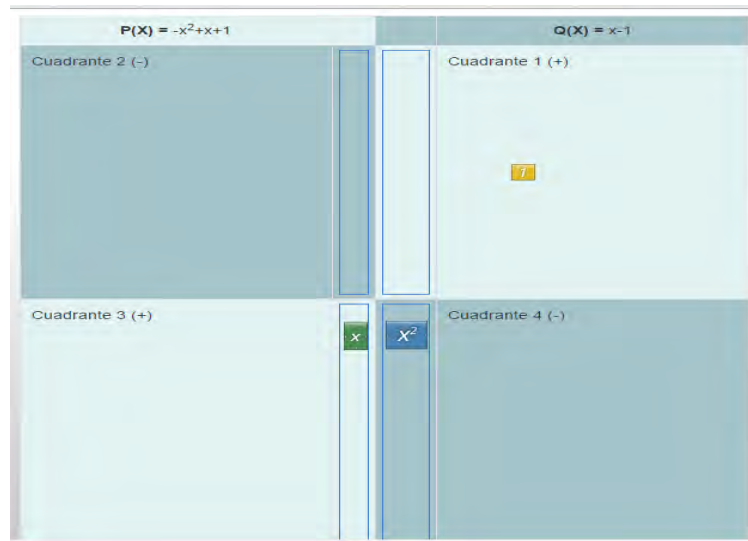 P(X) = -x²+x+1
Q(X) = x-1
Cuadrante 2 (-)
Cuadrante 1 (+)
1
Cuadrante 3 (+)
Cuadrante 4 (-)
x
X²